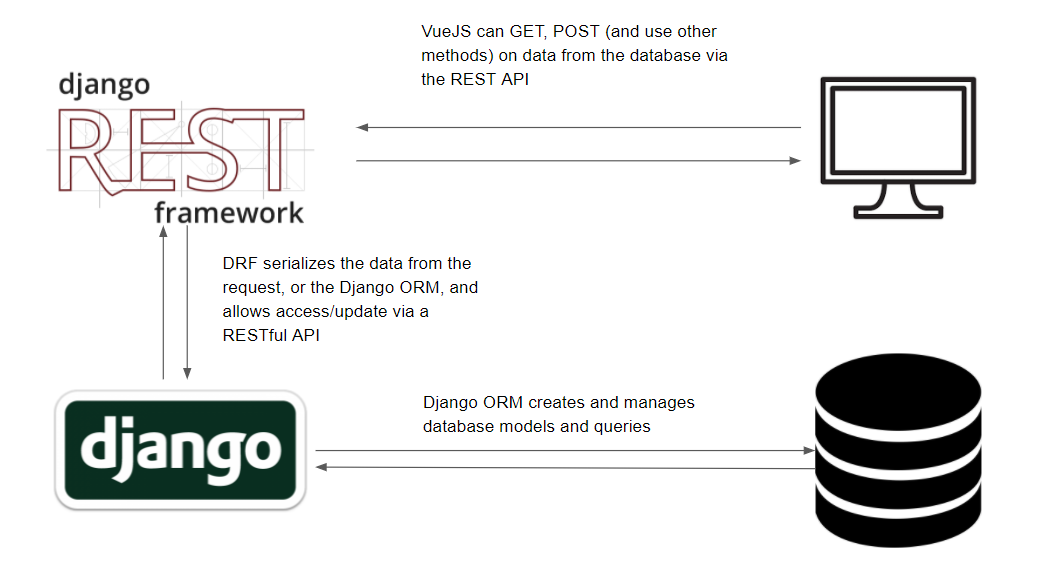 VueJS can GET, POST (and use other
methods) on data from the database via
the REST API
django
REST
framework
DRF serializes the data from the
request, or the Django ORM, and
allows access/update via a
RESTful API
Django ORM creates and manages
database models and queries
django